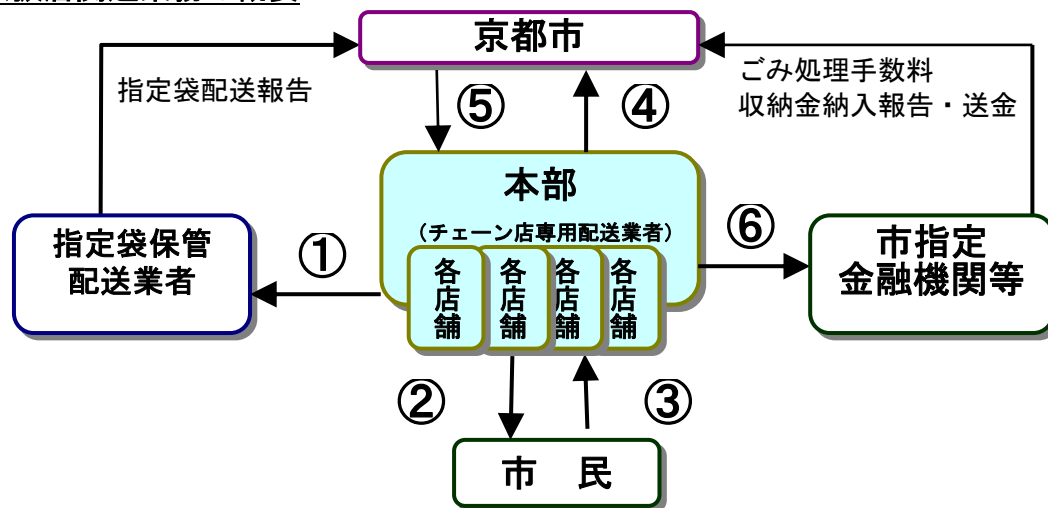 京都市
指定袋配送報告
⑤
④
ごみ処理手数料
収納金納入報告・送金
本部
(チェーン店専用配送業者)
指定袋保管
配送業者
①
⑥
市指定
金融機関等
各店舗
各店舗
各店舗
各店舗
②
③
市 民